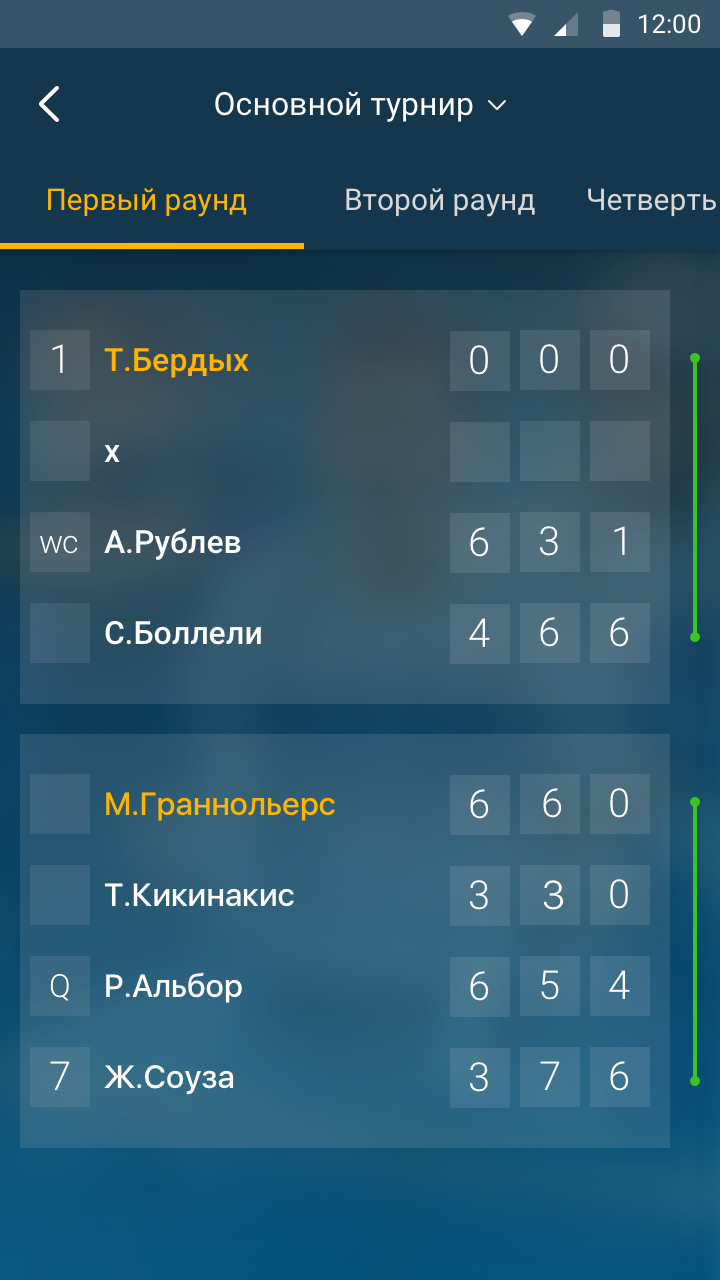 12:00
Основной турнир
Первый раунд Второй раунд Четверть
1 Т.Бердых 0 0 0
х
WC А.Рублев 6 3 1
С.Боллели 4 6 6
М.Граннольерс 6 6 0
Т.Кикинакис 3 3 0
Q Р.Альбор 6 5 4
7 Ж.Соуза 3 7 6